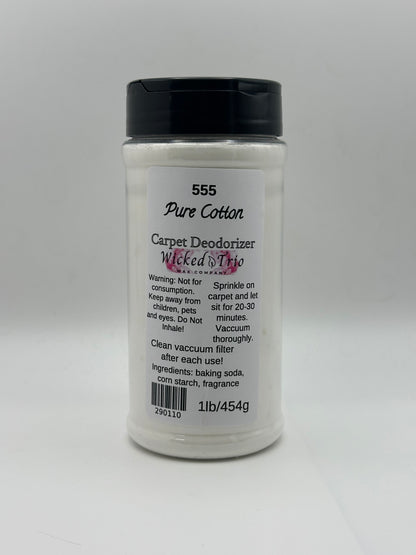 555
Pure Cotton
Carpet Deodorizer
Wicked Trio
WAX COMPANY
Warning: Not for
consumption.
Keep away from
children, pets
and eyes. Do Not
Inhale!
Sprinkle on
carpet and let
sit for 20-30
minutes.
Vaccuum
thoroughly.
Clean vaccuum filter
after each use!
Ingredients: baking soda,
corn starch, fragrance
290110
1lb/454g